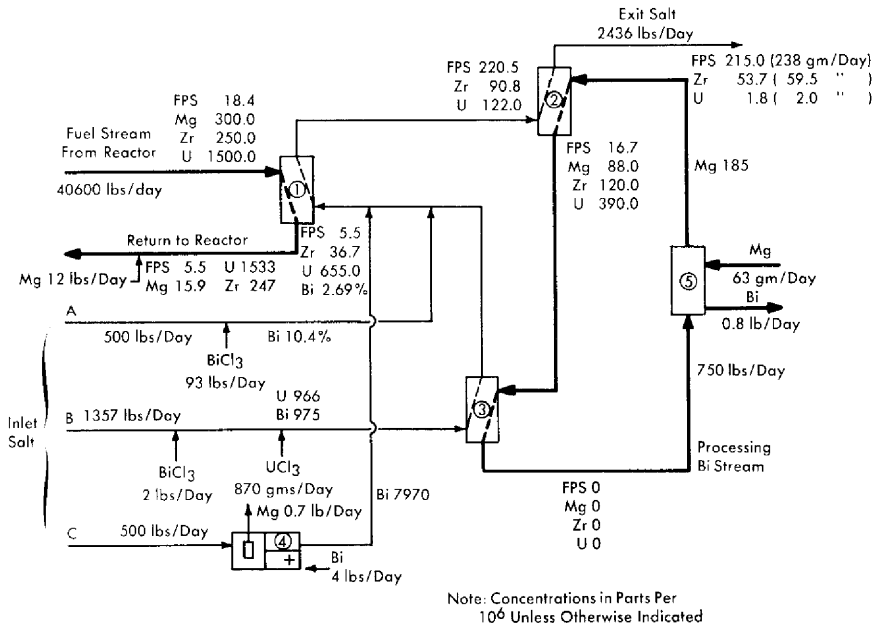 Exit Salt
2436 lbs/Day
FPS 215.0 (238 gm/Day)
Zr 53.7 ( 59.5 " )
U 1.8 ( 2.0 " )
FPS 220.5
Zr 90.8
U 122.0
②
FPS 18.4
Mg 300.0
Zr 250.0
U 1500.0
Fuel Stream
From Reactor
40600 lbs/day
①
FPS 16.7
Mg 88.0
Zr 120.0
U 390.0
Mg 185
Return to Reactor
FPS 5.5
Zr 36.7
U 655.0
Bi 2.69%
Mg 12 lbs/Day
FPS 5.5 U 1533
Mg 15.9 Zr 247
Mg
63 gm/Day
⑤
Bi
0.8 lb/Day
A
500 lbs/Day
Bi 10.4%
BiCl3
93 lbs/Day
750 lbs/Day
Inlet
Salt
B 1357 lbs/Day
U 966
Bi 975
③
BiCl3
2 lbs/Day
UCl3
870 gms/Day
Processing
Bi Stream
FPS 0
Mg 0
Zr 0
U 0
Bi 7970
Mg 0.7 lb/Day
C
500 lbs/Day
④
+
Bi
4 lbs/Day
Note: Concentrations in Parts Per
10⁶ Unless Otherwise Indicated